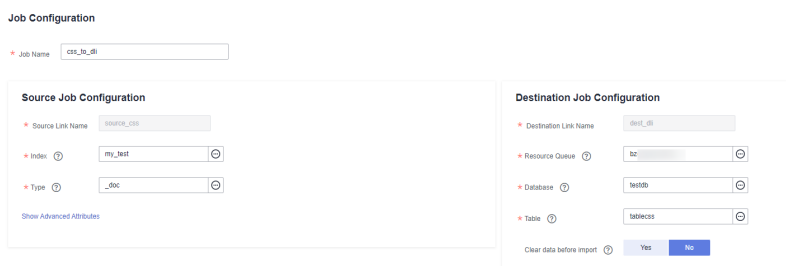 Job Configuration
* Job Name css_to_dli
Source Job Configuration
* Source Link Name source_css
* Index ? my_test
* Type ? _doc
Show Advanced Attributes
Destination Job Configuration
* Destination Link Name dest_dli
* Resource Queue ? bz
* Database ? testdb
* Table ? tablecss
Clear data before import ? Yes No